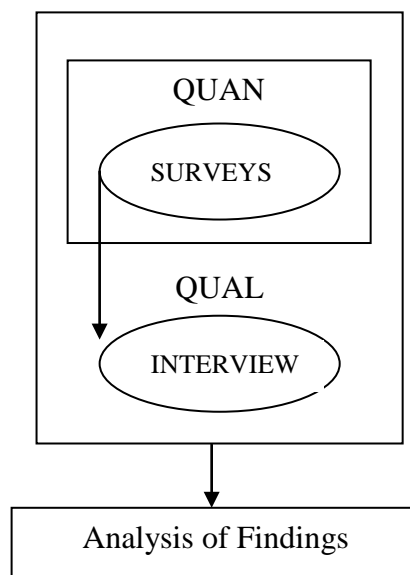 QUAN
SURVEYS
QUAL
INTERVIEW
Analysis of Findings